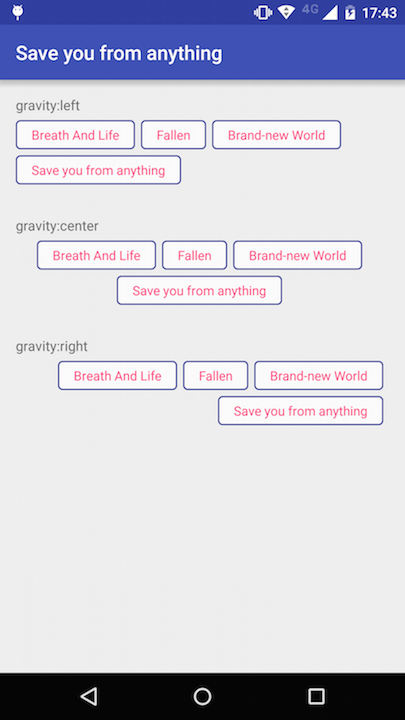 4G 17:43
Save you from anything
gravity:left
Breath And Life Fallen Brand-new World
Save you from anything
gravity:center
Breath And Life Fallen Brand-new World
Save you from anything
gravity:right
Breath And Life Fallen Brand-new World
Save you from anything